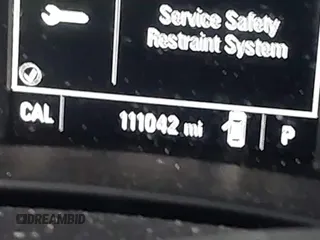 Service Safety
Restraint System
CAL 111042 mi P
DREAMBID